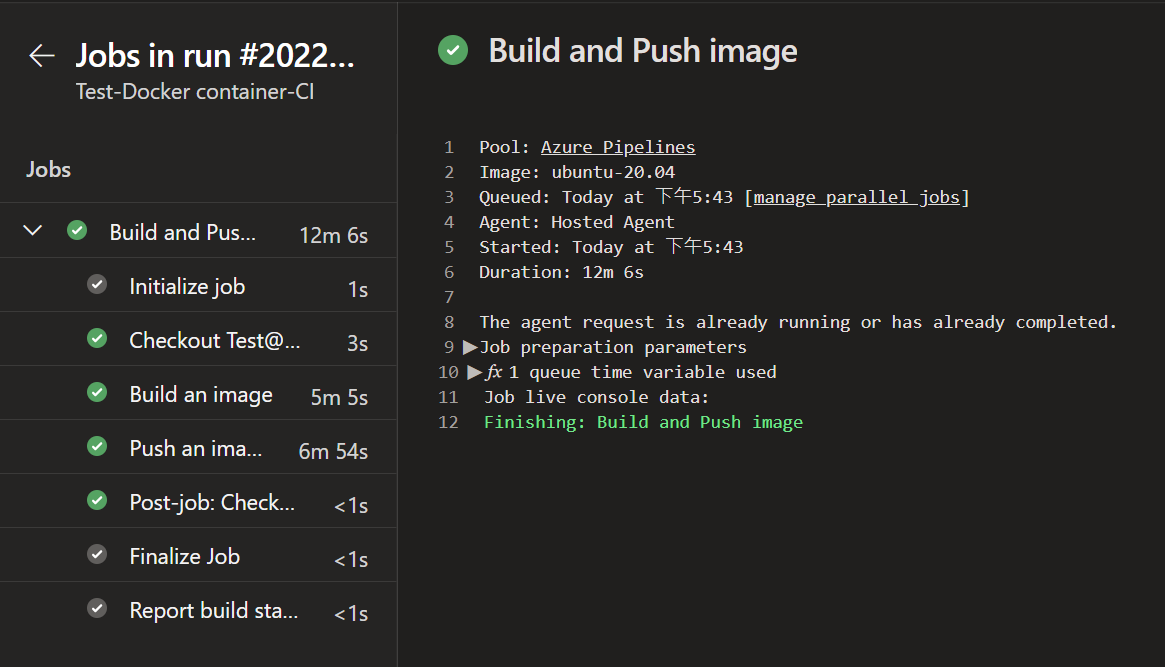 Jobs in run #2022...
Test-Docker container-CI
Jobs
Build and Pus... 12m 6s
Initialize job 1s
Checkout Test@... 3s
Build an image 5m 5s
Push an ima... 6m 54s
Post-job: Check... <1s
Finalize Job <1s
Report build sta... <1s
Build and Push image
1 Pool: Azure Pipelines
2 Image: ubuntu-20.04
3 Queued: Today at 下午5:43 [manage parallel jobs]
4 Agent: Hosted Agent
5 Started: Today at 下午5:43
6 Duration: 12m 6s
7
8 The agent request is already running or has already completed.
9 ▶Job preparation parameters
10 ▶fx 1 queue time variable used
11 Job live console data:
12 Finishing: Build and Push image